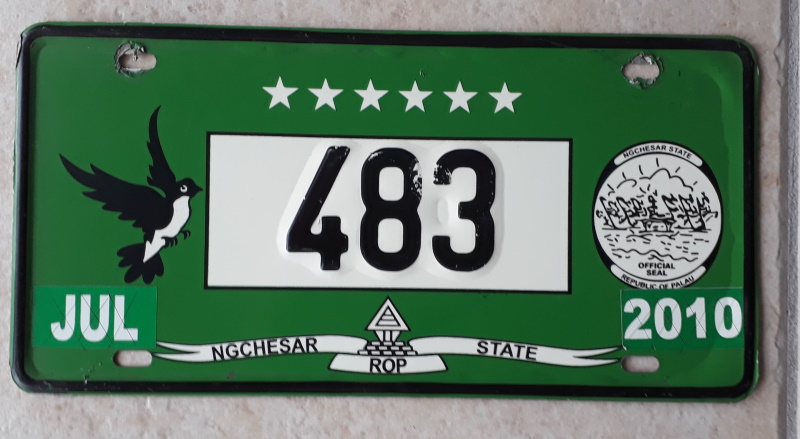 483
NGCHESAR STATE
OFFICIAL
SEAL
REPUBLIC OF PALAU
JUL
2010
NGCHESAR STATE
ROP